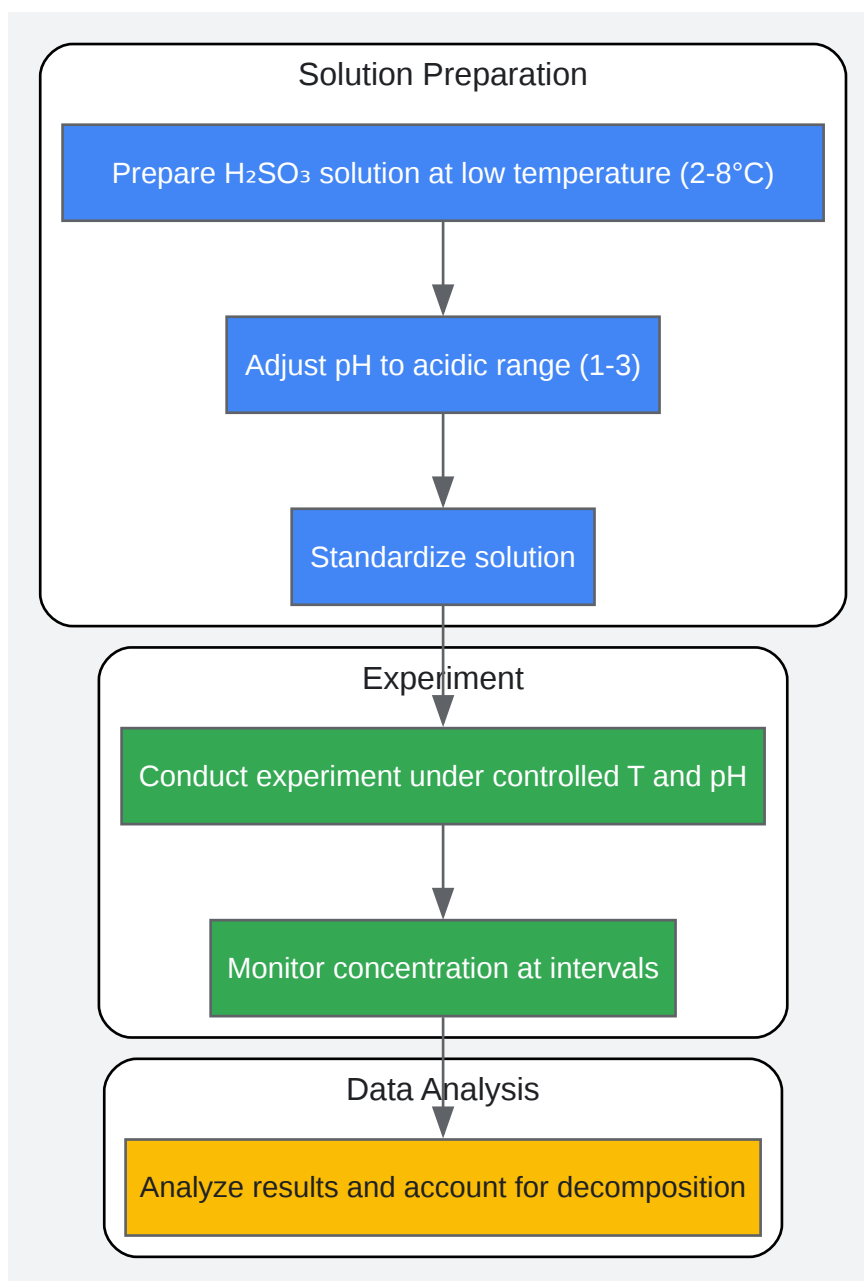 Solution Preparation
Prepare H₂SO₃ solution at low temperature (2-8°C)
Adjust pH to acidic range (1-3)
Standardize solution
Experiment
Conduct experiment under controlled T and pH
Monitor concentration at intervals
Data Analysis
Analyze results and account for decomposition